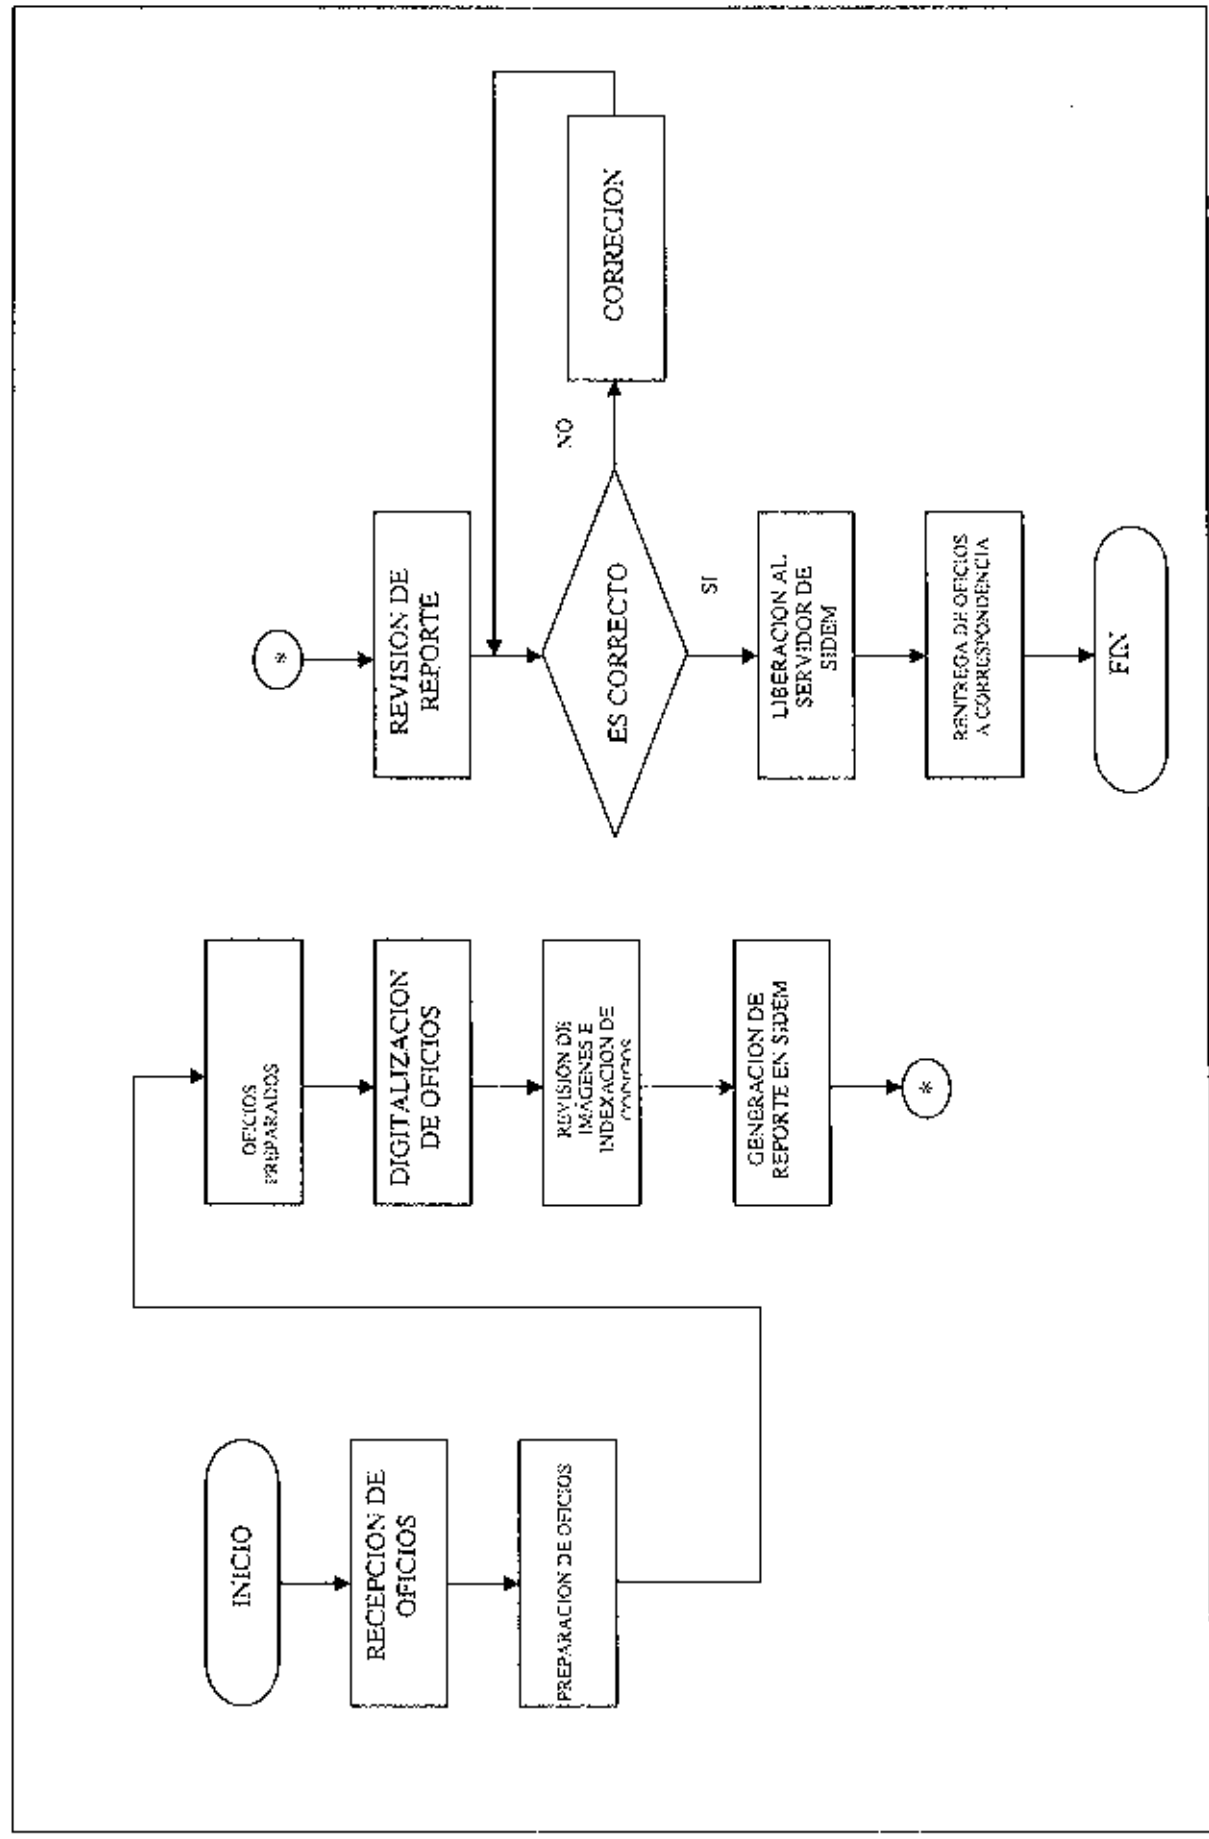 INICIO
RECEPCION DE
OFICIOS
PREPARACION DE OFICIOS
OFICIOS
PREPARADOS
DIGITALIZACION
DE OFICIOS
REVISION DE
IMÁGENES E
INDEXACION DE
GENERACION DE
REPORTE EN SIDEM
*
*
REVISION DE
REPORTE
ES CORRECTO
NO
CORRECION
SI
LIBERACION AL
SERVIDOR DE
SIDEM
RENTREGA DE OFICIOS
A CORRESPONDENCIA
FIN